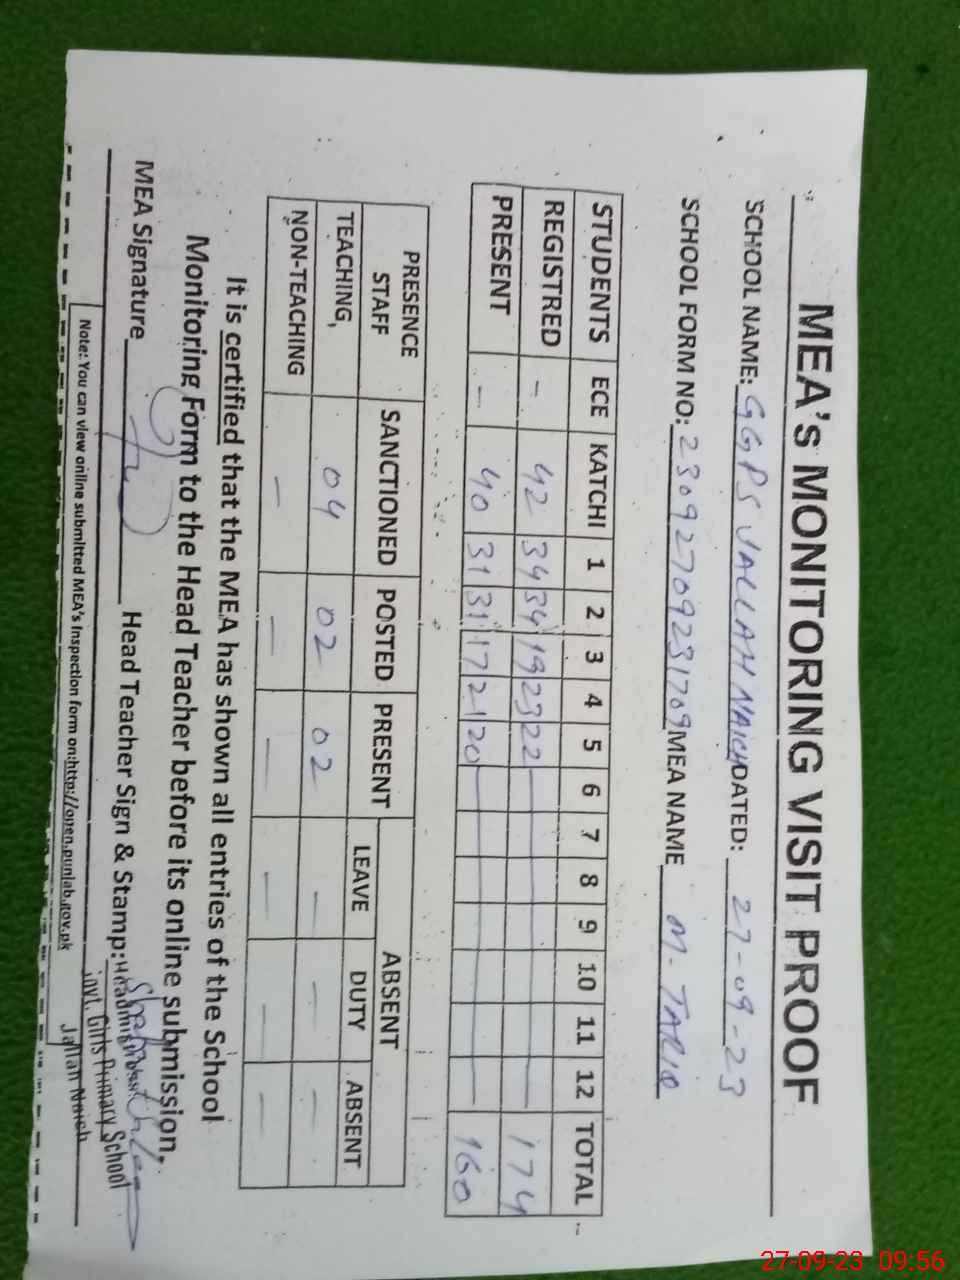 MEA's MONITORING VISIT PROOF
SCHOOL NAME: GGPS JALLAH NAICH DATED: 27-09-23
SCHOOL FORM NO: 23092709231709 MEA NAME M. TARIQ
STUDENTS ECE KATCHI 1 2 3 4 5 6 7 8 9 10 11 12 TOTAL
REGISTRED - 42 34 34 19 23 22 174
PRESENT - 40 31 31 17 21 20 160
PRESENCE STAFF SANCTIONED POSTED PRESENT ABSENT
LEAVE DUTY ABSENT
TEACHING, 04 02 02 - - -
NON-TEACHING - - - - - -
It is certified that the MEA has shown all entries of the School
Monitoring Form to the Head Teacher before its online submission.
MEA Signature Head Teacher Sign & Stamp:
Headmistress
Govt. Girls Primary School
Jallah Naich
Note: You can view online submitted MEA's Inspection form on:http://open.punjab.gov.pk
27-09-23 09:56